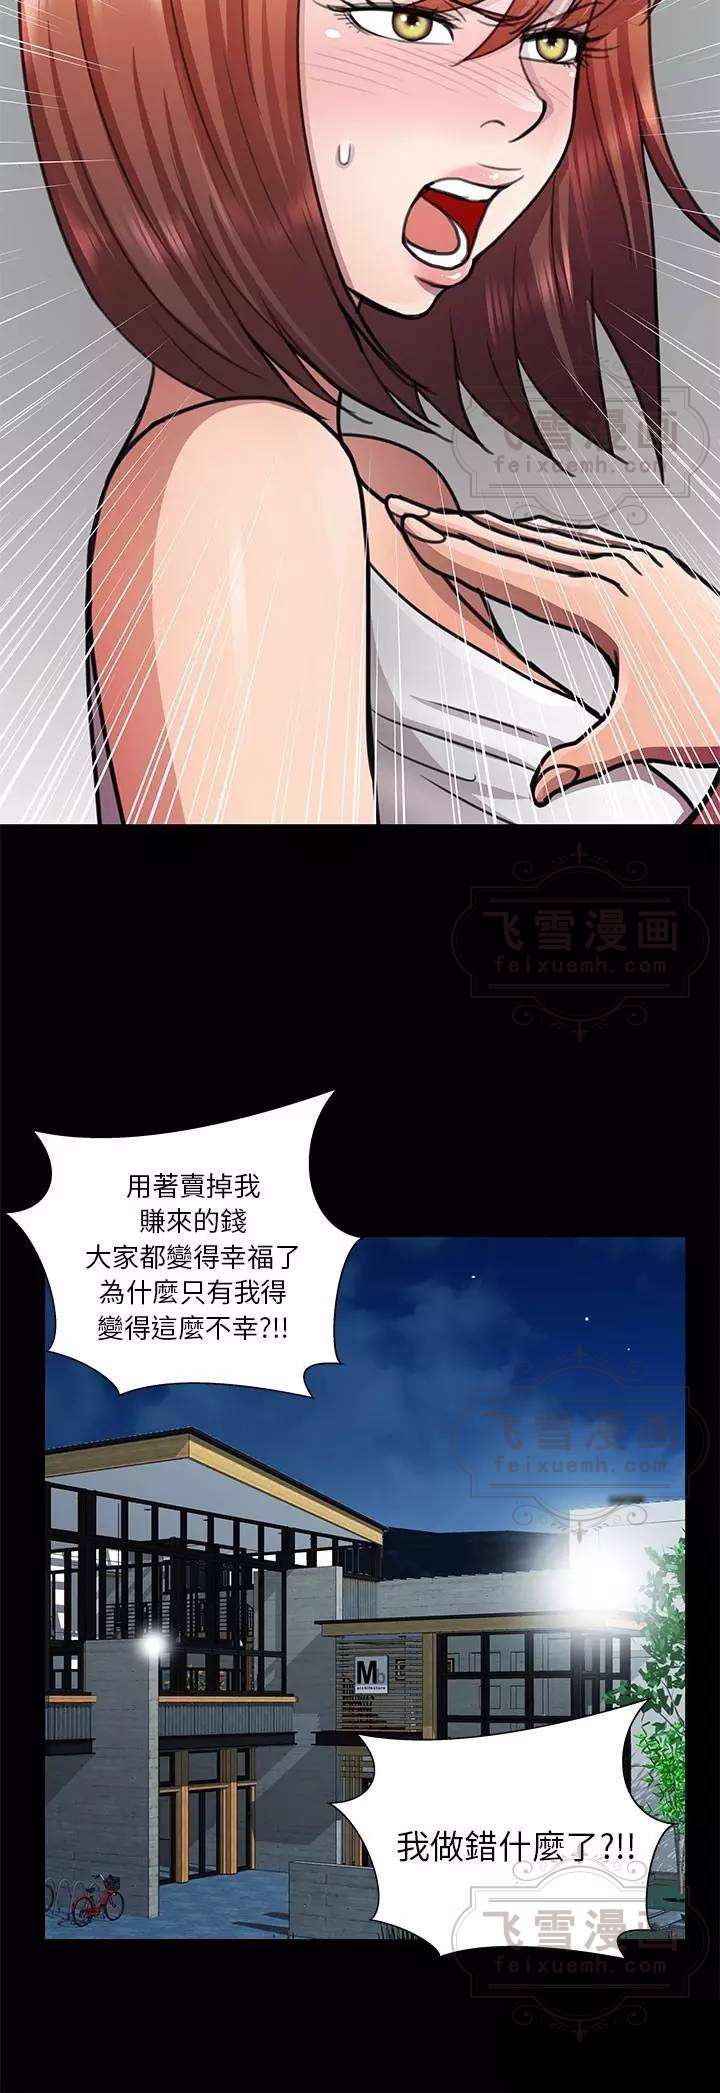 飞雪漫画
feixuemh.com
飞雪漫画
feixuemh.com
用著賣掉我
賺來的錢
大家都變得幸福了
為什麼只有我得
變得這麼不幸?!!
飞雪漫画
feixuemh.com
Mb
architecture
我做錯什麼了?!!
飞雪漫画
feixuemh.com